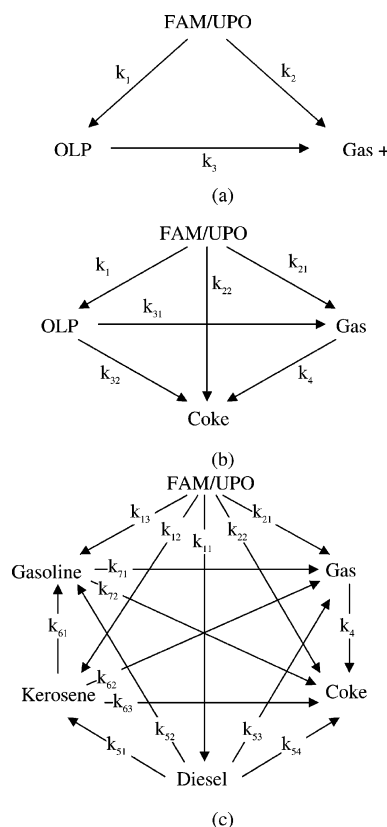 FAM/UPO
k1 k2
OLP Gas +
k3
(a)
FAM/UPO
k1 k21
k22
OLP k31 Gas
k32 k4
Coke
(b)
FAM/UPO
k13 k12 k11 k22 k21
Gasoline k71 Gas
k72 k4
k61
Kerosene k62 Coke
k63
k51 k52 k53 k54
Diesel
(c)